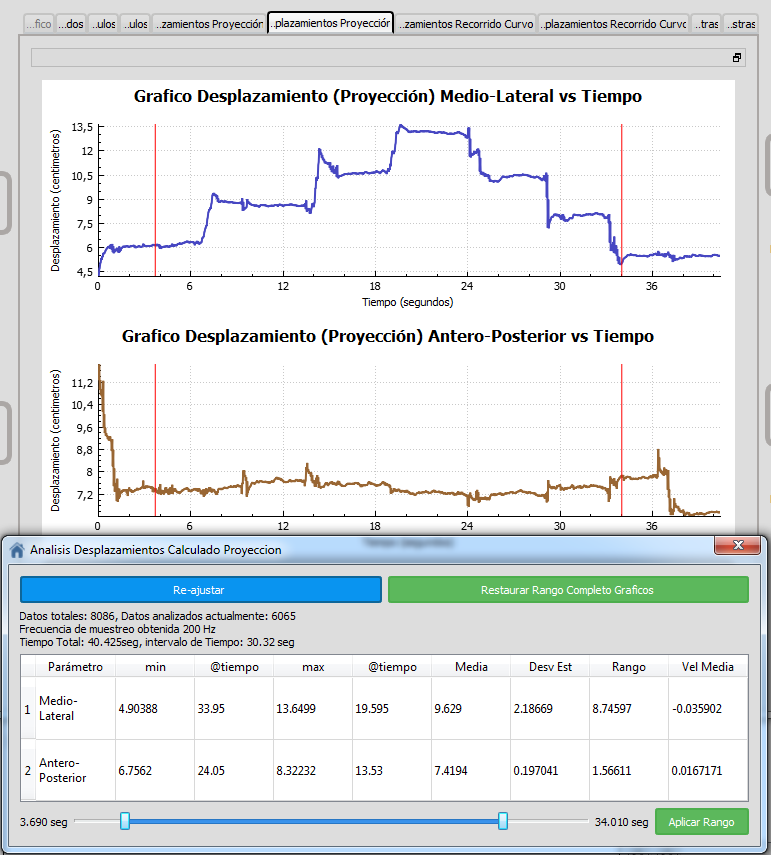 ...fico ...dos ...ulos ...ulos ...zamientos Proyección ...plazamientos Proyección ...zamientos Recorrido Curvo ...plazamientos Recorrido Curvo ...tras ...stras
Grafico Desplazamiento (Proyección) Medio-Lateral vs Tiempo
Desplazamiento (centimetros)
13,5
12
10,5
9
7,5
6
4,5
0 6 12 18 24 30 36
Tiempo (segundos)
Grafico Desplazamiento (Proyección) Antero-Posterior vs Tiempo
Desplazamiento (centimetros)
11,2
10,4
9,6
8,8
8
7,2
0 6 12 18 24 30 36
Tiempo (segundos)
Analisis Desplazamientos Calculado Proyeccion
Re-ajustar Restaurar Rango Completo Graficos
Datos totales: 8086, Datos analizados actualmente: 6065
Frecuencia de muestreo obtenida 200 Hz
Tiempo Total: 40.425seg, intervalo de Tiempo: 30.32 seg
Parámetro min @tiempo max @tiempo Media Desv Est Rango Vel Media
1 Medio-
Lateral 4.90388 33.95 13.6499 19.595 9.629 2.18669 8.74597 -0.035902
2 Antero-
Posterior 6.7562 24.05 8.32232 13.53 7.4194 0.197041 1.56611 0.0167171
3.690 seg 34.010 seg Aplicar Rango